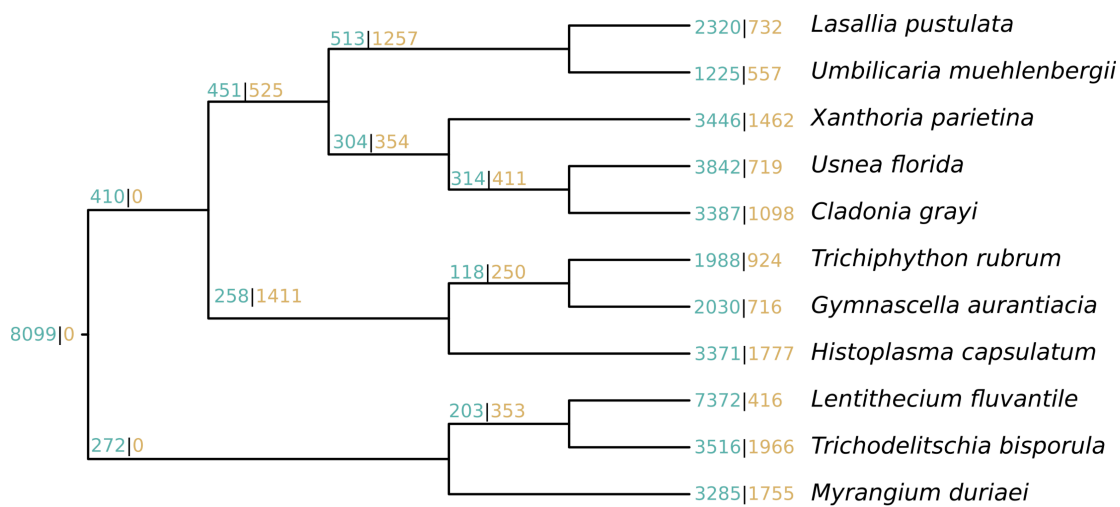 513|1257
2320|732 Lasallia pustulata
1225|557 Umbilicaria muehlenbergii
451|525
3446|1462 Xanthoria parietina
304|354
3842|719 Usnea florida
314|411
3387|1098 Cladonia grayi
410|0
1988|924 Trichiphython rubrum
118|250
258|1411
2030|716 Gymnascella aurantiacia
8099|0
3371|1777 Histoplasma capsulatum
7372|416 Lentithecium fluvantile
203|353
272|0
3516|1966 Trichodelitschia bisporula
3285|1755 Myrangium duriaei